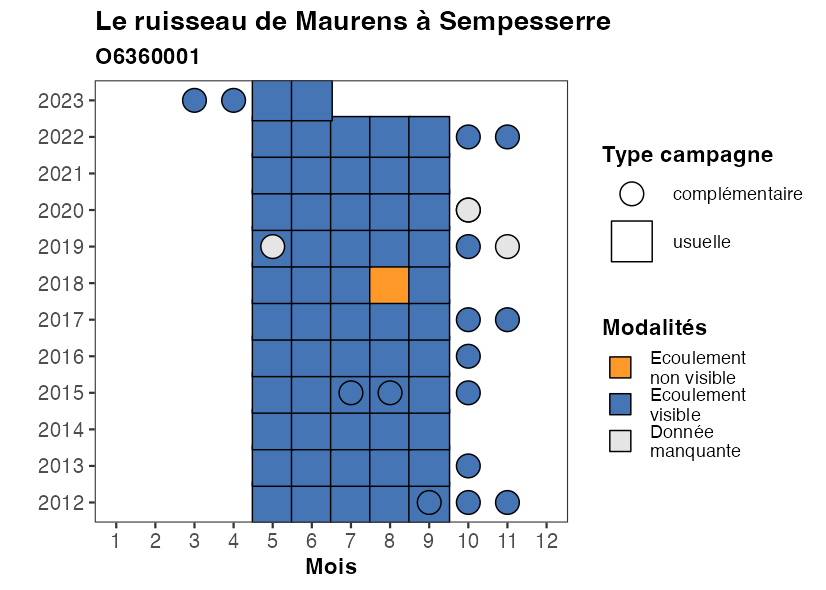 Le ruisseau de Maurens à Sempesserre
O6360001
2023
2022
2021
2020
2019
2018
2017
2016
2015
2014
2013
2012
1 2 3 4 5 6 7 8 9 10 11 12
Mois
Type campagne
complémentaire
usuelle
Modalités
Ecoulement
non visible
Ecoulement
visible
Donnée
manquante